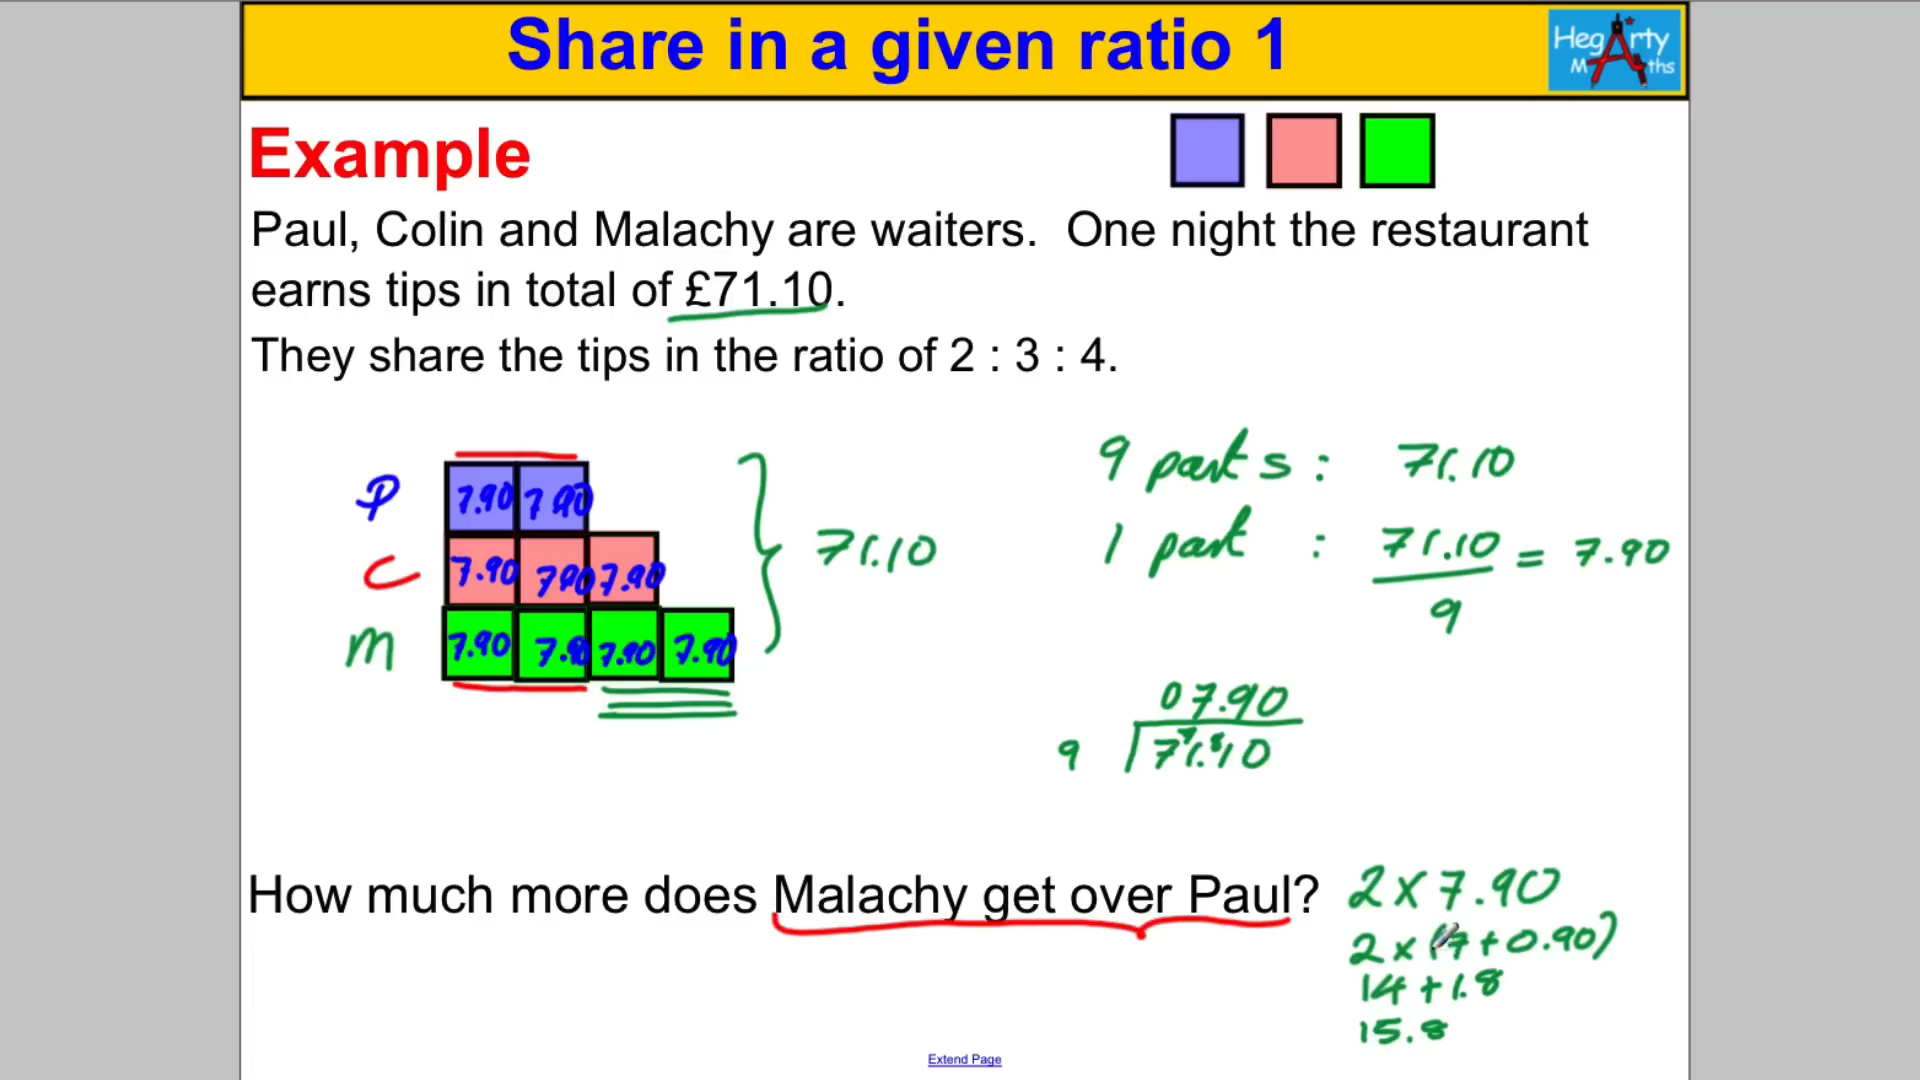 Share in a given ratio 1
Hegarty
Maths
Example
Paul, Colin and Malachy are waiters. One night the restaurant
earns tips in total of £71.10.
They share the tips in the ratio of 2 : 3 : 4.
9 parts : 71.10
P 7.90 7.90
1 part : 71.10 / 9 = 7.90
71.10
C 7.90 7.90 7.90
M 7.90 7.90 7.90 7.90
07.90
9 71.10
How much more does Malachy get over Paul?
2 x 7.90
2 x (7 + 0.90)
14 + 1.8
15.8
Extend Page